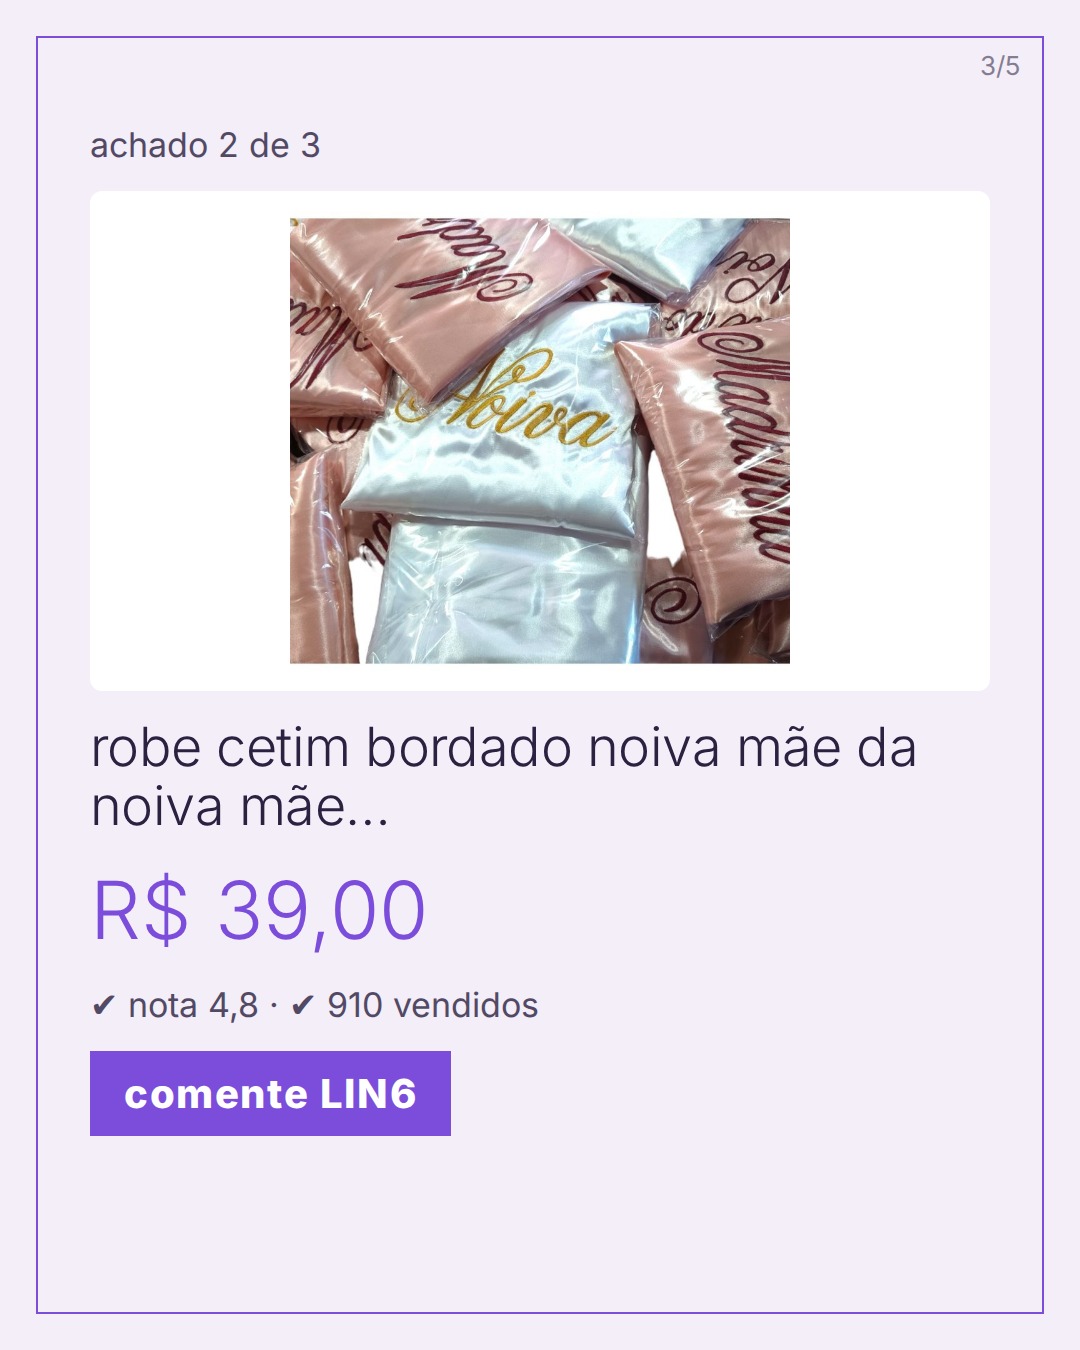 3/5
achado 2 de 3
Noiva
Madrinha
robe cetim bordado noiva mãe da
noiva mãe...
R$ 39,00
✔ nota 4,8 · ✔ 910 vendidos
comente LIN6